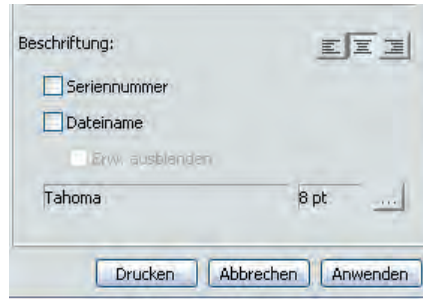 Beschriftung:
Seriennummer
Dateiname
Erw. ausblenden
Tahoma 8 pt ...
Drucken Abbrechen Anwenden